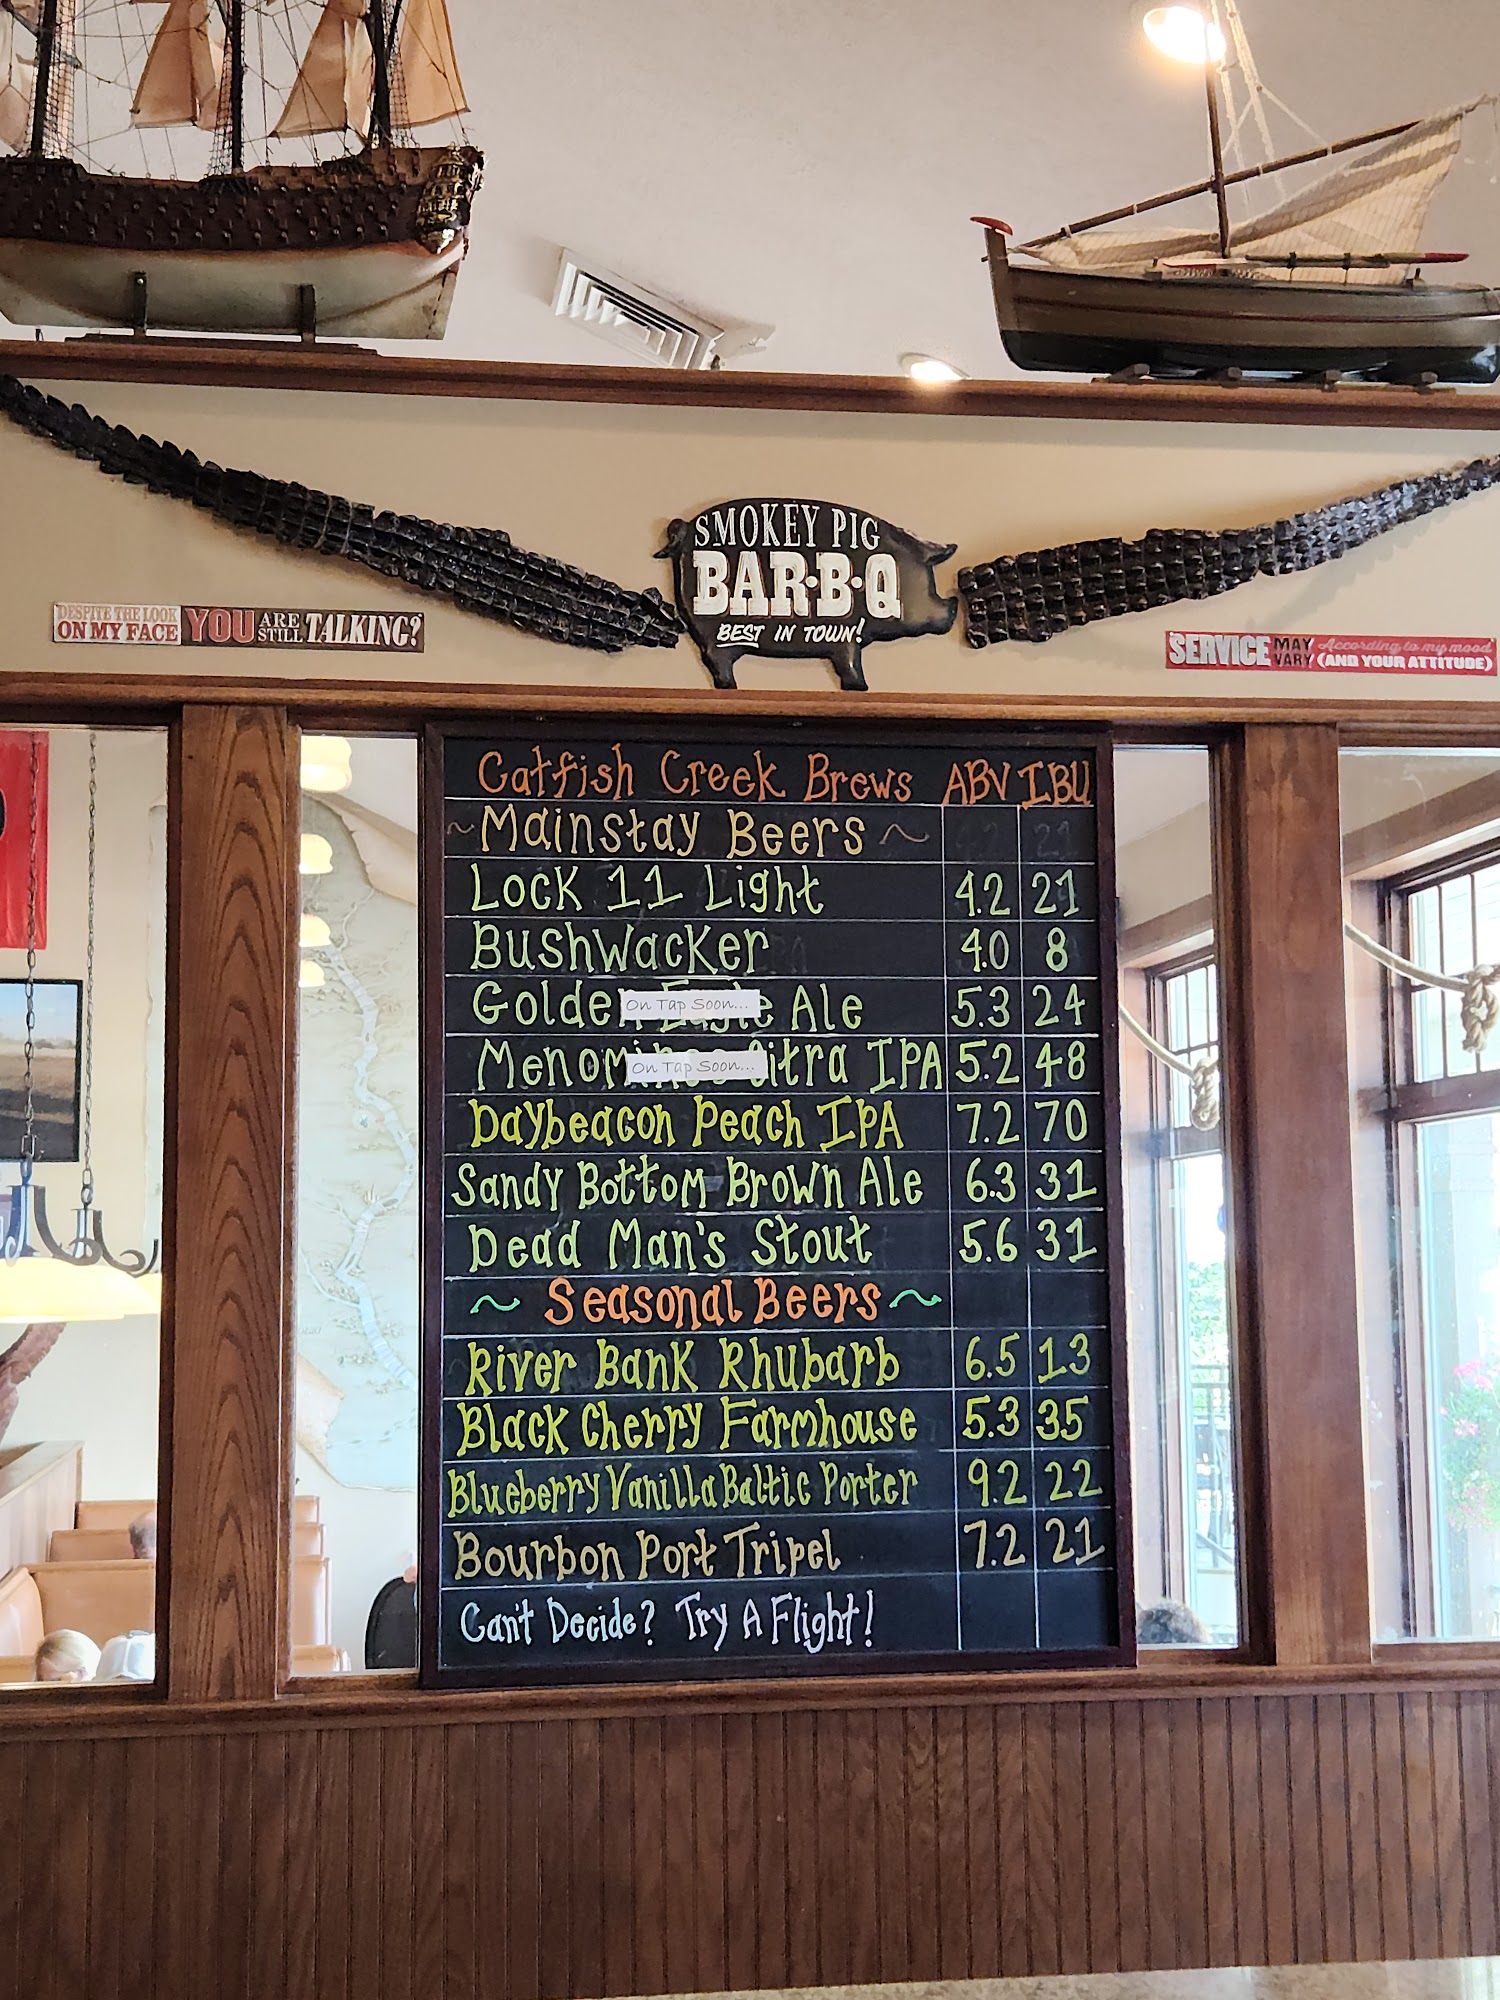 SMOKEY PIG
BAR·B·Q
BEST IN TOWN!
DESPITE THE LOOK
ON MY FACE
YOU
ARE
STILL
TALKING?
SERVICE
MAY
VARY
According to my mood
(AND YOUR ATTITUDE)
Catfish Creek Brews ABV IBU
~Mainstay Beers~
Lock 11 Light 4.2 21
Bushwacker 4.0 8
Golden On Tap Soon... Ale 5.3 24
On Tap Soon... Citra IPA 5.2 48
Daybeacon Peach IPA 7.2 70
Sandy Bottom Brown Ale 6.3 31
Dead Man's Stout 5.6 31
~ Seasonal Beers ~
River Bank Rhubarb 6.5 13
Black Cherry Farmhouse 5.3 35
Blueberry Vanilla Baltic Porter 9.2 22
Bourbon Port Tripel 7.2 21
Can't Decide? Try A Flight!